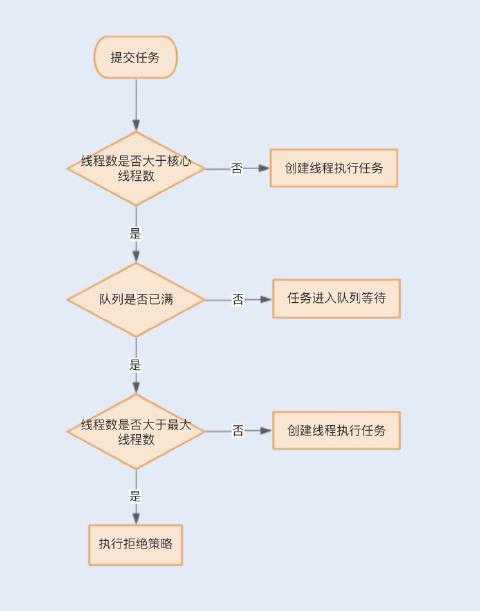 提交任务
线程数是否大于核心
线程数
否
创建线程执行任务
是
队列是否已满
否
任务进入队列等待
是
线程数是否大于最大
线程数
否
创建线程执行任务
是
执行拒绝策略